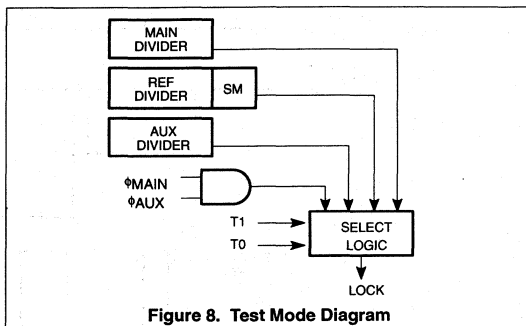 MAIN
DIVIDER
REF
DIVIDER
SM
AUX
DIVIDER
ΦMAIN
ΦAUX
T1
T0
SELECT
LOGIC
LOCK
Figure 8. Test Mode Diagram